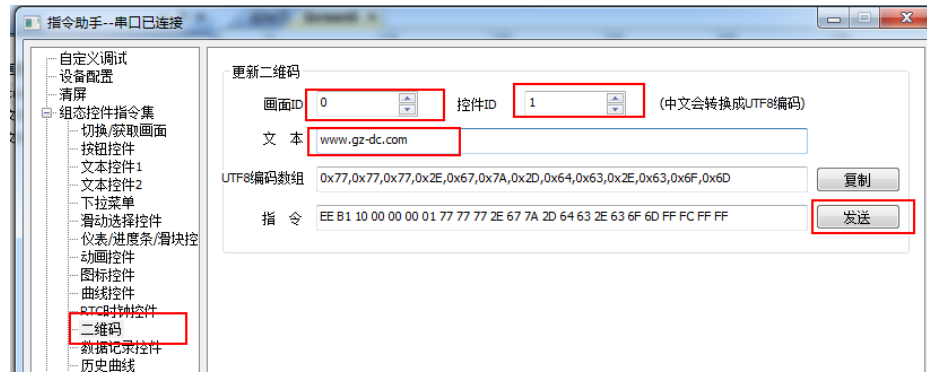 指令助手--串口已连接
自定义调试
设备配置
清屏
组态控件指令集
切换/获取画面
按钮控件
文本控件1
文本控件2
下拉菜单
滑动选择控件
仪表/进度条/滑块控
动画控件
图标控件
曲线控件
RTC时钟控件
二维码
数据记录控件
历史曲线
更新二维码
画面ID 0 控件ID 1 (中文会转换成UTF8编码)
文 本 www.gz-dc.com
UTF8编码数组 0x77,0x77,0x77,0x2E,0x67,0x7A,0x2D,0x64,0x63,0x2E,0x63,0x6F,0x6D 复制
指 令 EE B1 10 00 00 00 01 77 77 77 2E 67 7A 2D 64 63 2E 63 6F 6D FF FC FF FF 发送